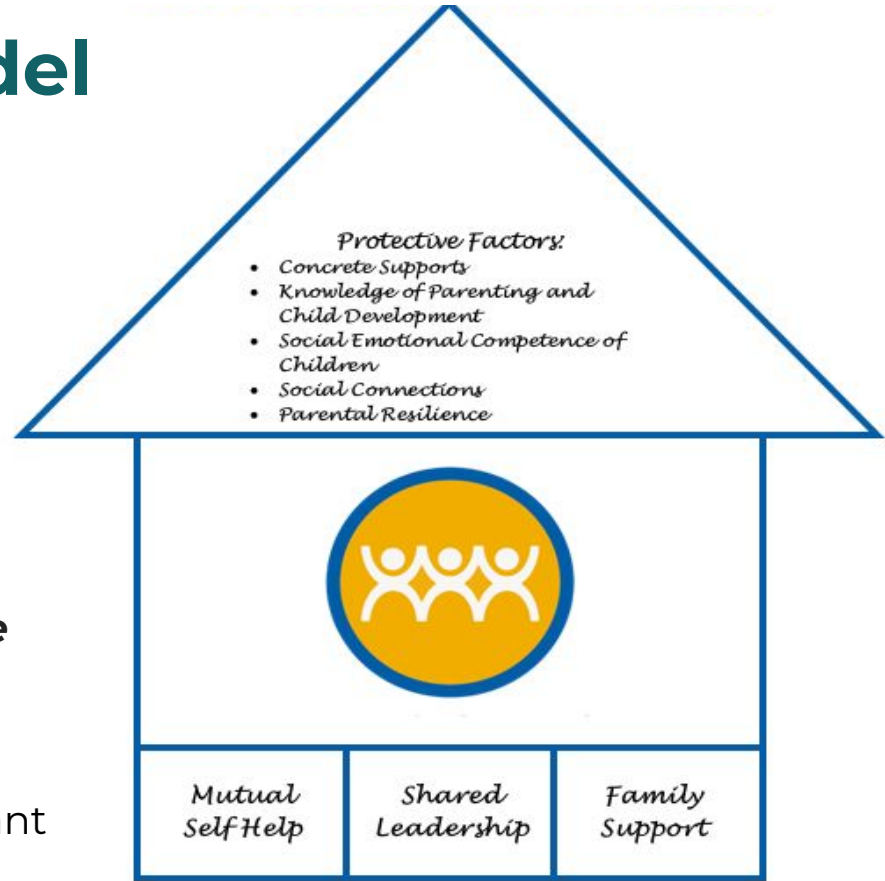 del
Protective Factors:
• Concrete Supports
• Knowledge of Parenting and
Child Development
• Social Emotional Competence of
Children
• Social Connections
• Parental Resilience
e
Mutual
Self Help
Shared
Leadership
Family
Support
nt